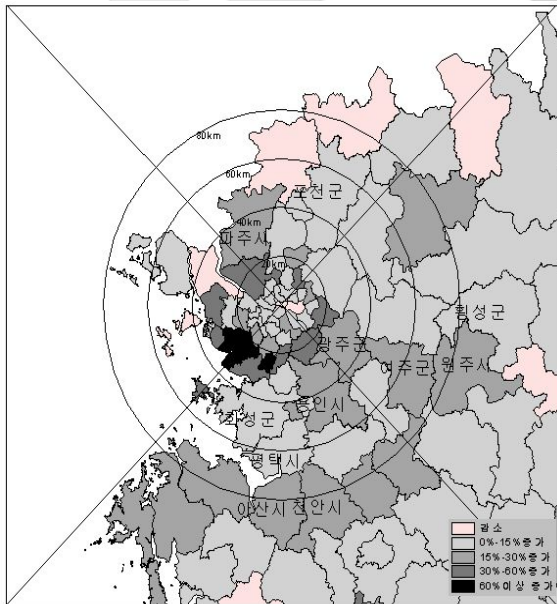 80km
60km
포천군
40km
파주시
20km
횡성군
광주군
여주군
원주시
용인시
화성군
평택시
아산시
천안시
감소
0%-15%증가
15%-30%증가
30%-60%증가
60%이상 증가